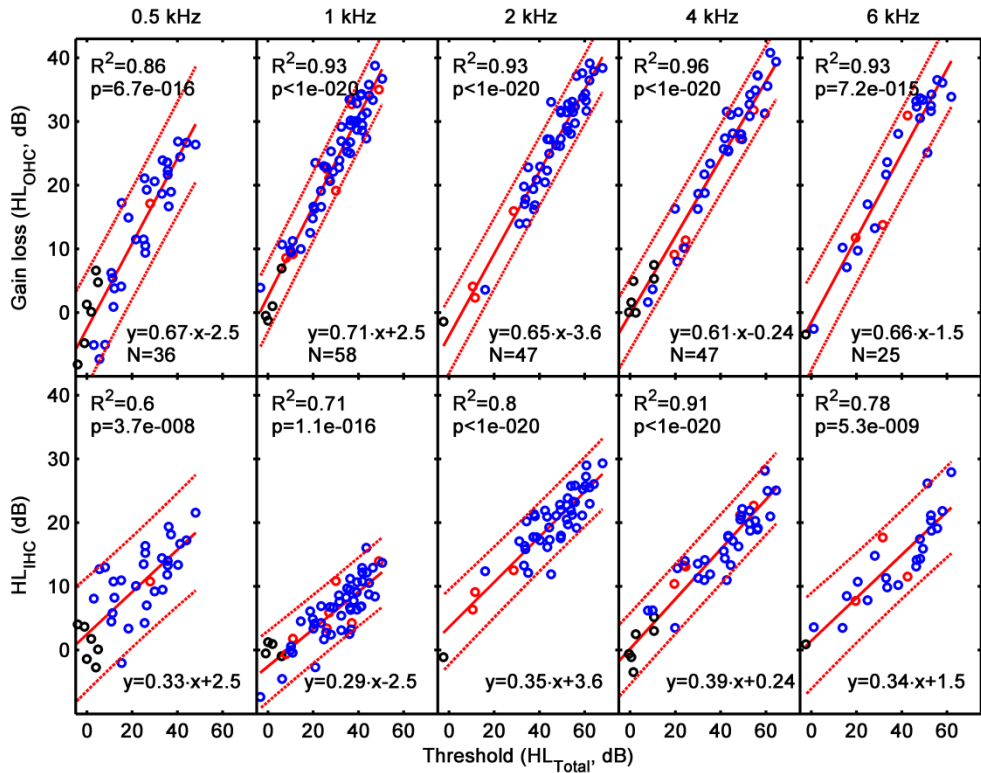 0.5 kHz 1 kHz 2 kHz 4 kHz 6 kHz
Gain loss (HL_OHC, dB)
40
30
20
10
0
R²=0.86
p=6.7e-016
y=0.67·x-2.5
N=36
R²=0.93
p<1e-020
y=0.71·x+2.5
N=58
R²=0.93
p<1e-020
y=0.65·x-3.6
N=47
R²=0.96
p<1e-020
y=0.61·x-0.24
N=47
R²=0.93
p=7.2e-015
y=0.66·x-1.5
N=25
HL_IHC (dB)
40
30
20
10
0
R²=0.6
p=3.7e-008
y=0.33·x+2.5
R²=0.71
p=1.1e-016
y=0.29·x-2.5
R²=0.8
p<1e-020
y=0.35·x+3.6
R²=0.91
p<1e-020
y=0.39·x+0.24
R²=0.78
p=5.3e-009
y=0.34·x+1.5
0 20 40 60 0 20 40 60 0 20 40 60 0 20 40 60 0 20 40 60
Threshold (HL_Total, dB)